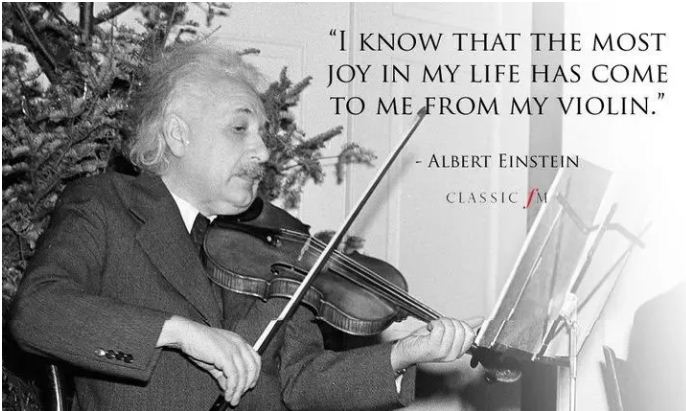 “I KNOW THAT THE MOST
JOY IN MY LIFE HAS COME
TO ME FROM MY VIOLIN.”
- ALBERT EINSTEIN
CLASSIC fM